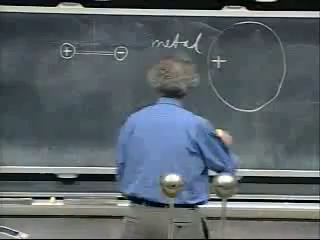 + - metal +